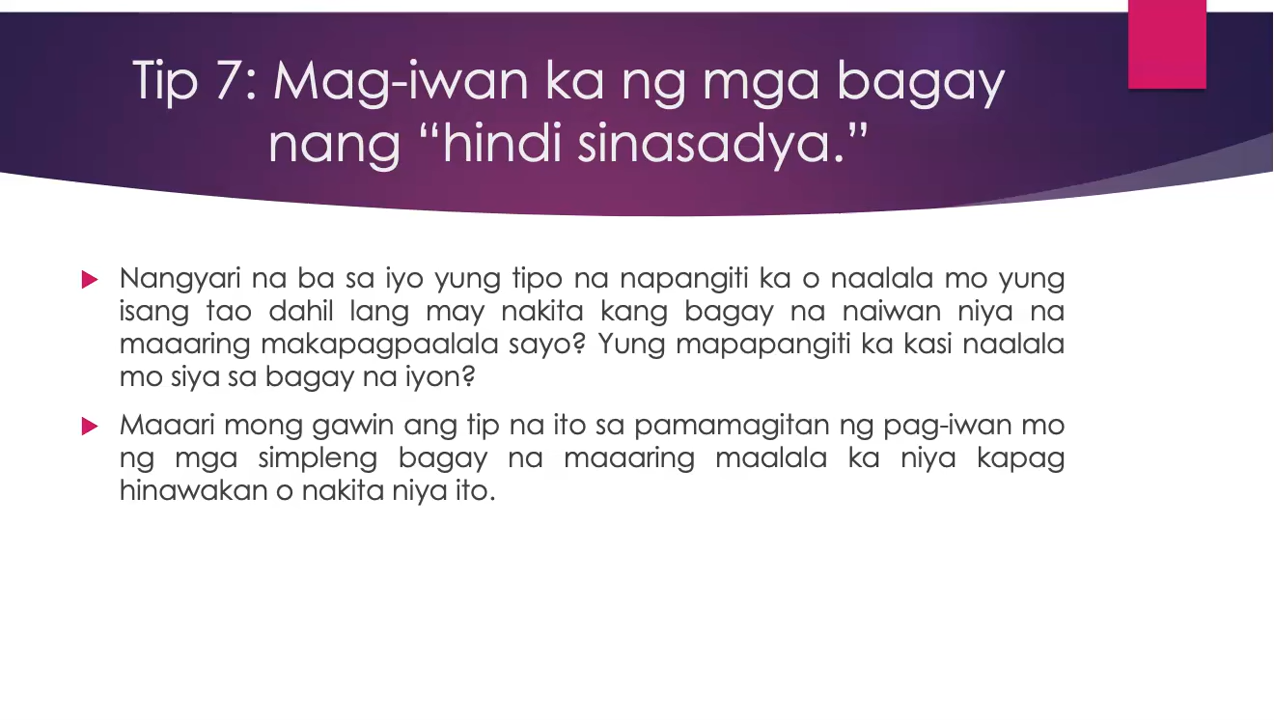 Tip 7: Mag-iwan ka ng mga bagay
nang “hindi sinasadya.”
Nangyari na ba sa iyo yung tipo na napangiti ka o naalala mo yung
isang tao dahil lang may nakita kang bagay na naiwan niya na
maaaring makapagpaalala sayo? Yung mapapangiti ka kasi naalala
mo siya sa bagay na iyon?
Maaari mong gawin ang tip na ito sa pamamagitan ng pag-iwan mo
ng mga simpleng bagay na maaaring maalala ka niya kapag
hinawakan o nakita niya ito.